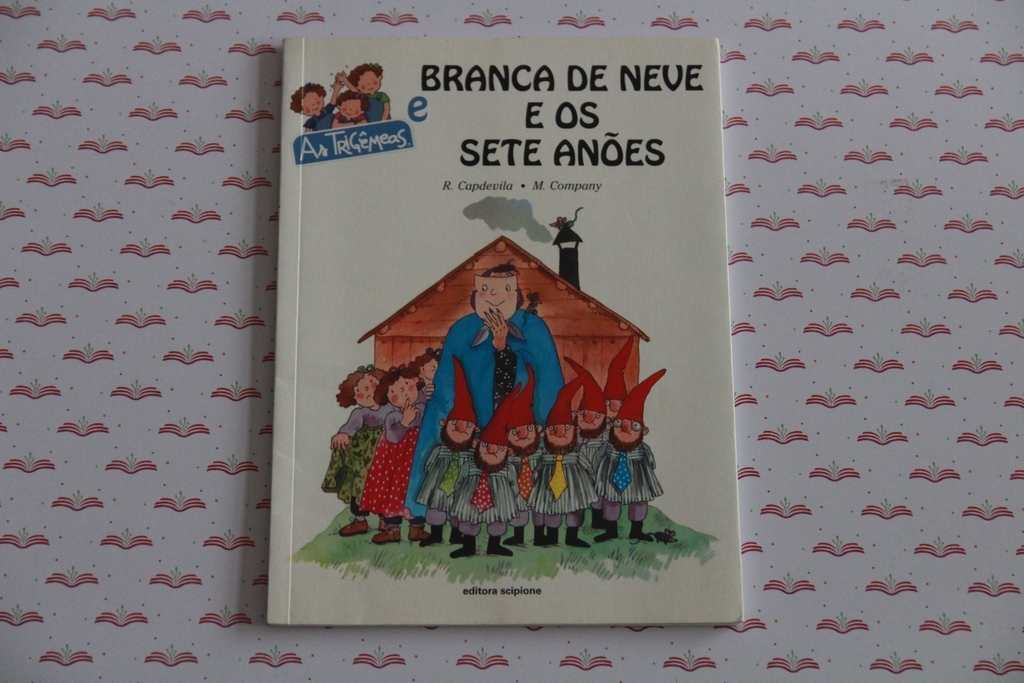 As TRIGêMEAS
e
BRANCA DE NEVE
E OS
SETE ANÕES
R. Capdevila • M. Company
editora scipione